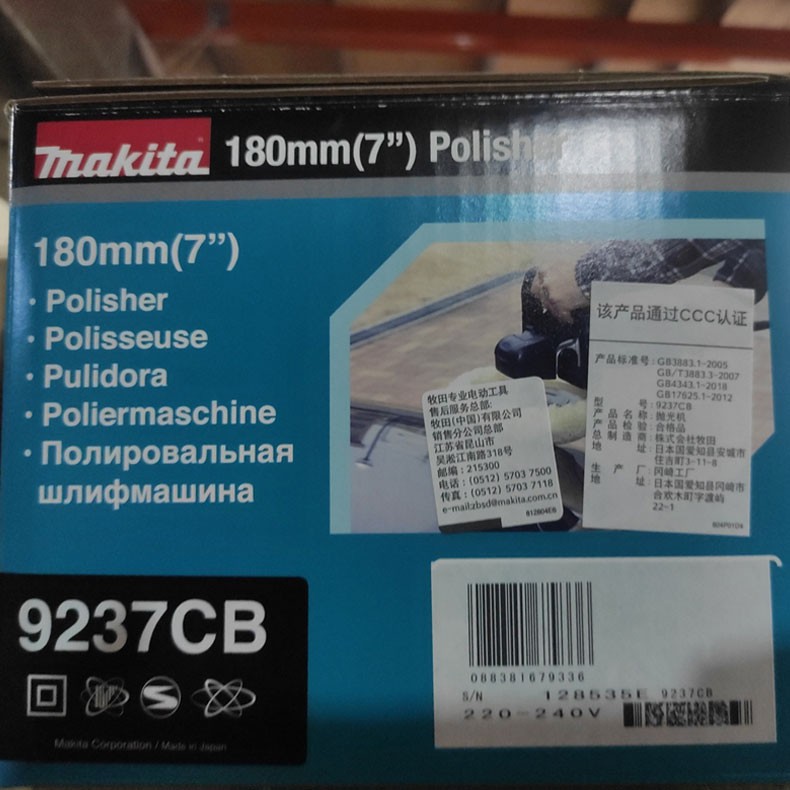 makita 180mm(7") Polisher
180mm(7")
· Polisher
· Polisseuse
· Pulidora
· Poliermaschine
· Полировальная
шлифмашина
牧田专业电动工具
售后服务总部:
牧田(中国)有限公司
销售分公司总部
江苏省昆山市
吴淞江南路318号
邮编：215300
电话：(0512) 5703 7500
传真：(0512) 5703 7118
e-mail:zbsd@makita.com.cn
812804E8
该产品通过CCC认证
产品标准号：GB3883.1-2005
GB/T3883.3-2007
GB4343.1-2018
GB17625.1-2012
型 号：9237CB
产品名称：抛光机
产品检验：合格品
总制造商：株式会社牧田
地 址：日本国爱知县安城市
住吉町3-11-8
生 产 厂：冈崎工厂
地 址：日本国爱知县冈崎市
合欢木町字渡屿
22-1
9237CB
Makita Corporation / Made in Japan
088381679336
S/N 128535E 9237CB
220-240V